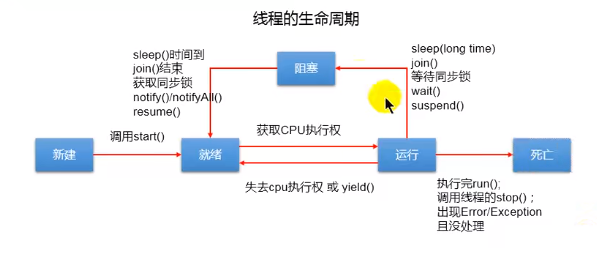 线程的生命周期
sleep()时间到
join()结束
获取同步锁
notify()/notifyAll()
resume()
阻塞
sleep(long time)
join()
等待同步锁
wait()
suspend()
新建
调用start()
就绪
获取CPU执行权
失去cpu执行权 或 yield()
运行
死亡
执行完run();
调用线程的stop() ;
出现Error/Exception
且没处理